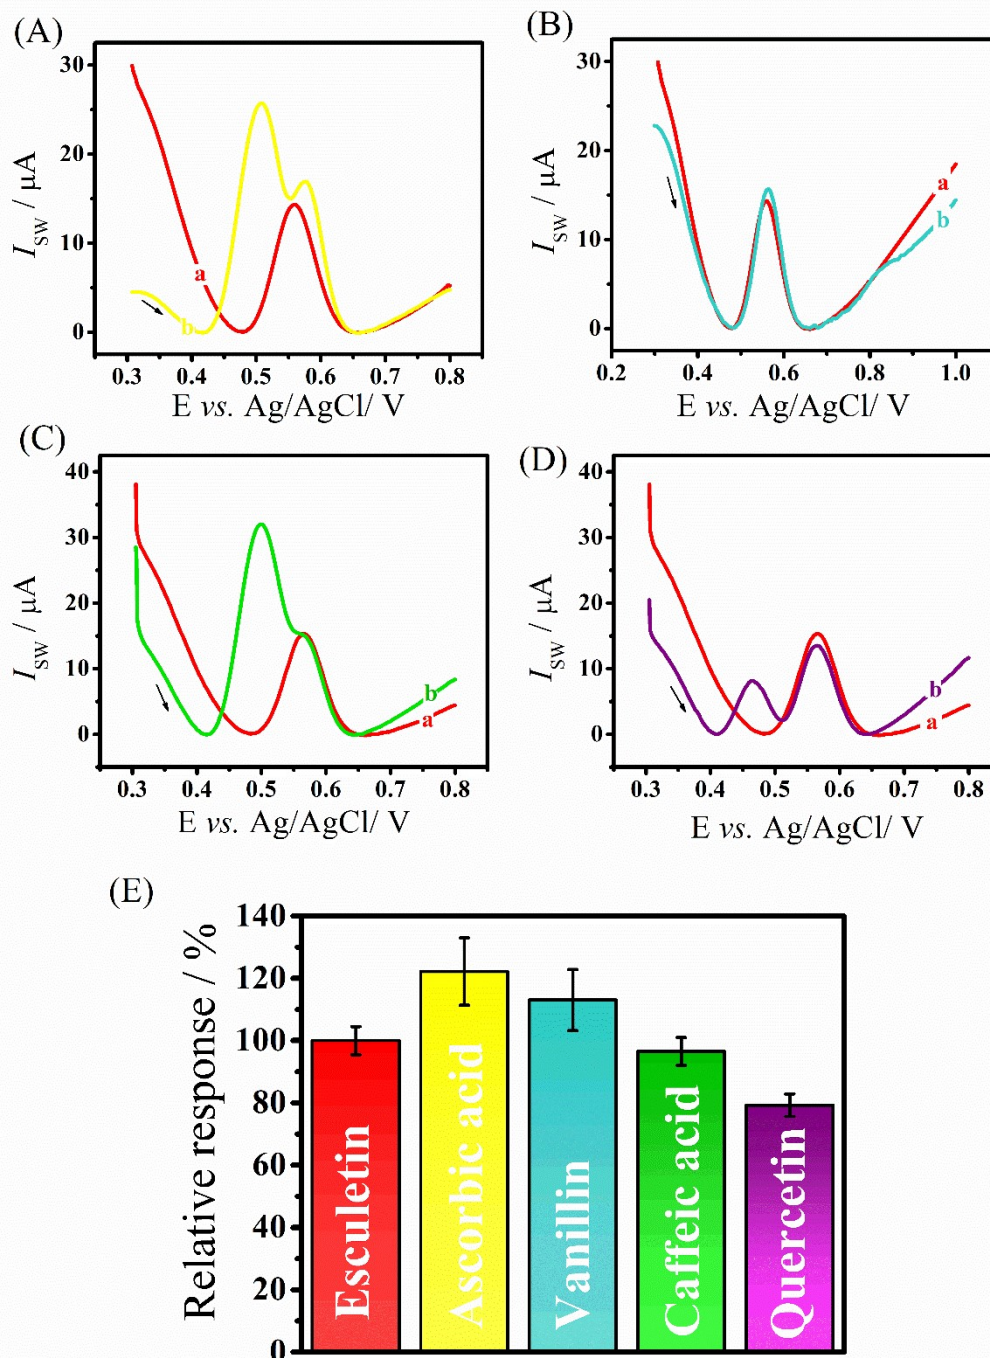 (A)
I_SW / μA
30
20
10
0
a
b
0.3 0.4 0.5 0.6 0.7 0.8
E vs. Ag/AgCl/ V
(B)
I_SW / μA
30
20
10
0
a
b
0.2 0.4 0.6 0.8 1.0
E vs. Ag/AgCl/ V
(C)
I_SW / μA
40
30
20
10
0
b
a
0.3 0.4 0.5 0.6 0.7 0.8
E vs. Ag/AgCl/ V
(D)
I_SW / μA
40
30
20
10
0
b
a
0.3 0.4 0.5 0.6 0.7 0.8
E vs. Ag/AgCl/ V
(E)
Relative response / %
140
120
100
80
60
40
20
0
Esculetin
Ascorbic acid
Vanillin
Caffeic acid
Quercetin